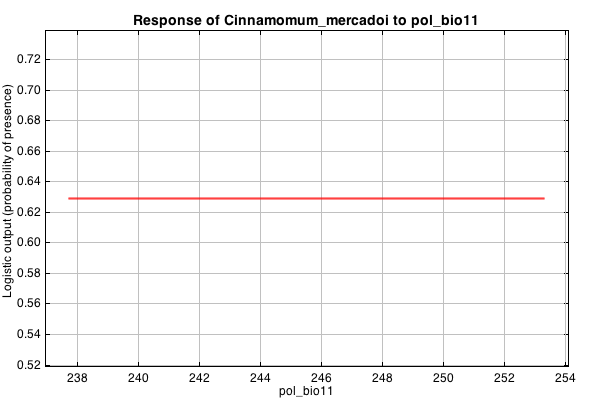 Response of Cinnamomum_mercadoi to pol_bio11
Logistic output (probability of presence)
0.72
0.70
0.68
0.66
0.64
0.62
0.60
0.58
0.56
0.54
0.52
238 240 242 244 246 248 250 252 254
pol_bio11